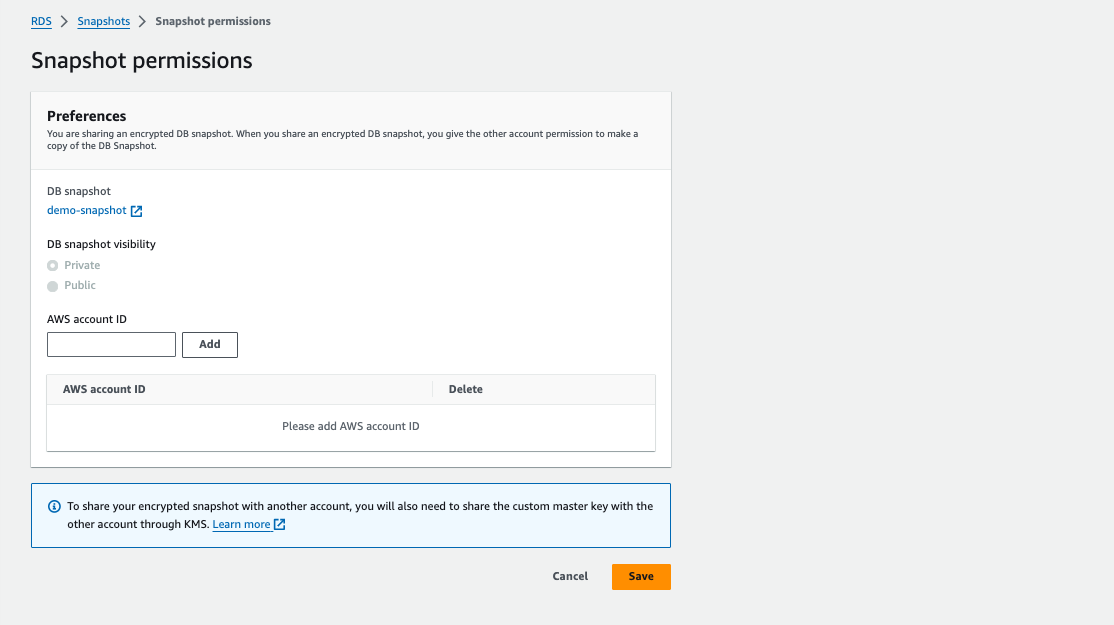 RDS > Snapshots > Snapshot permissions
Snapshot permissions
Preferences
You are sharing an encrypted DB snapshot. When you share an encrypted DB snapshot, you give the other account permission to make a
copy of the DB Snapshot.
DB snapshot
demo-snapshot
DB snapshot visibility
Private
Public
AWS account ID
Add
AWS account ID Delete
Please add AWS account ID
To share your encrypted snapshot with another account, you will also need to share the custom master key with the
other account through KMS. Learn more
Cancel Save